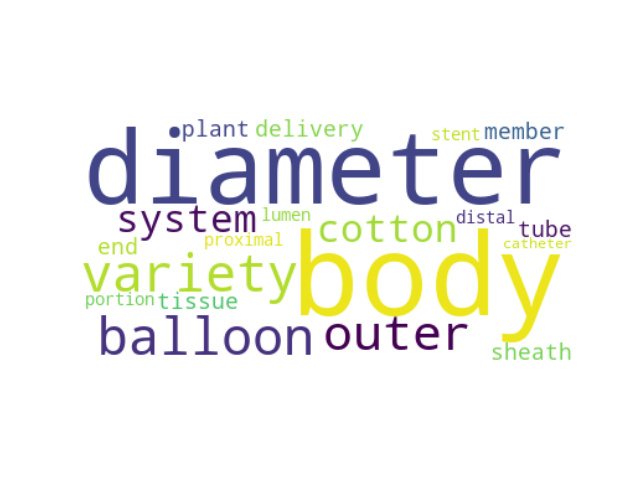 plant delivery stent member
diameter
system lumen cotton distal tube
end proximal body catheter
variety
portion tissue
balloon outer sheath